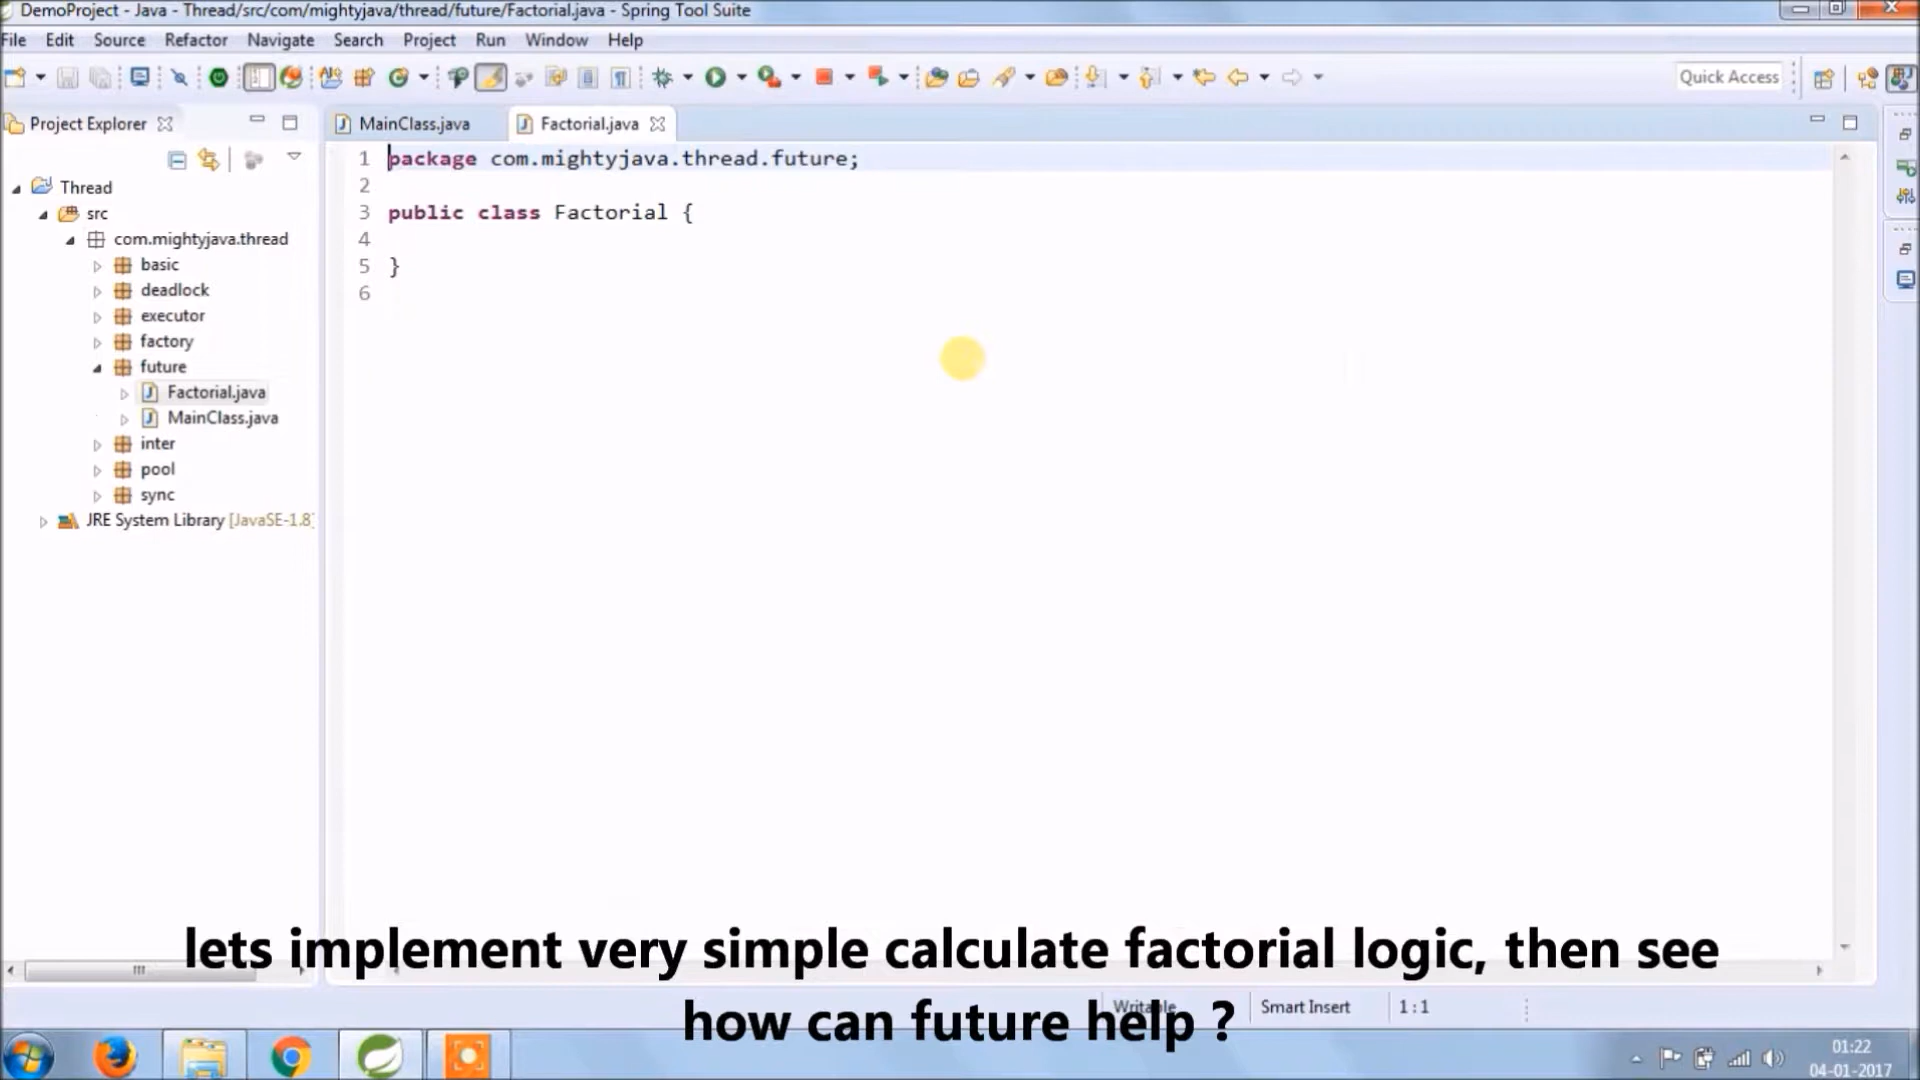 DemoProject - Java - Thread/src/com/mightyjava/thread/future/Factorial.java - Spring Tool Suite
File Edit Source Refactor Navigate Search Project Run Window Help
Quick Access
Project Explorer
MainClass.java
Factorial.java
Thread
src
com.mightyjava.thread
basic
deadlock
executor
factory
future
Factorial.java
MainClass.java
inter
pool
sync
JRE System Library [JavaSE-1.8]
1 package com.mightyjava.thread.future;
2
3 public class Factorial {
4
5 }
6
lets implement very simple calculate factorial logic, then see
how can future help ?
Writable
Smart Insert
1 : 1
01:22
04-01-2017